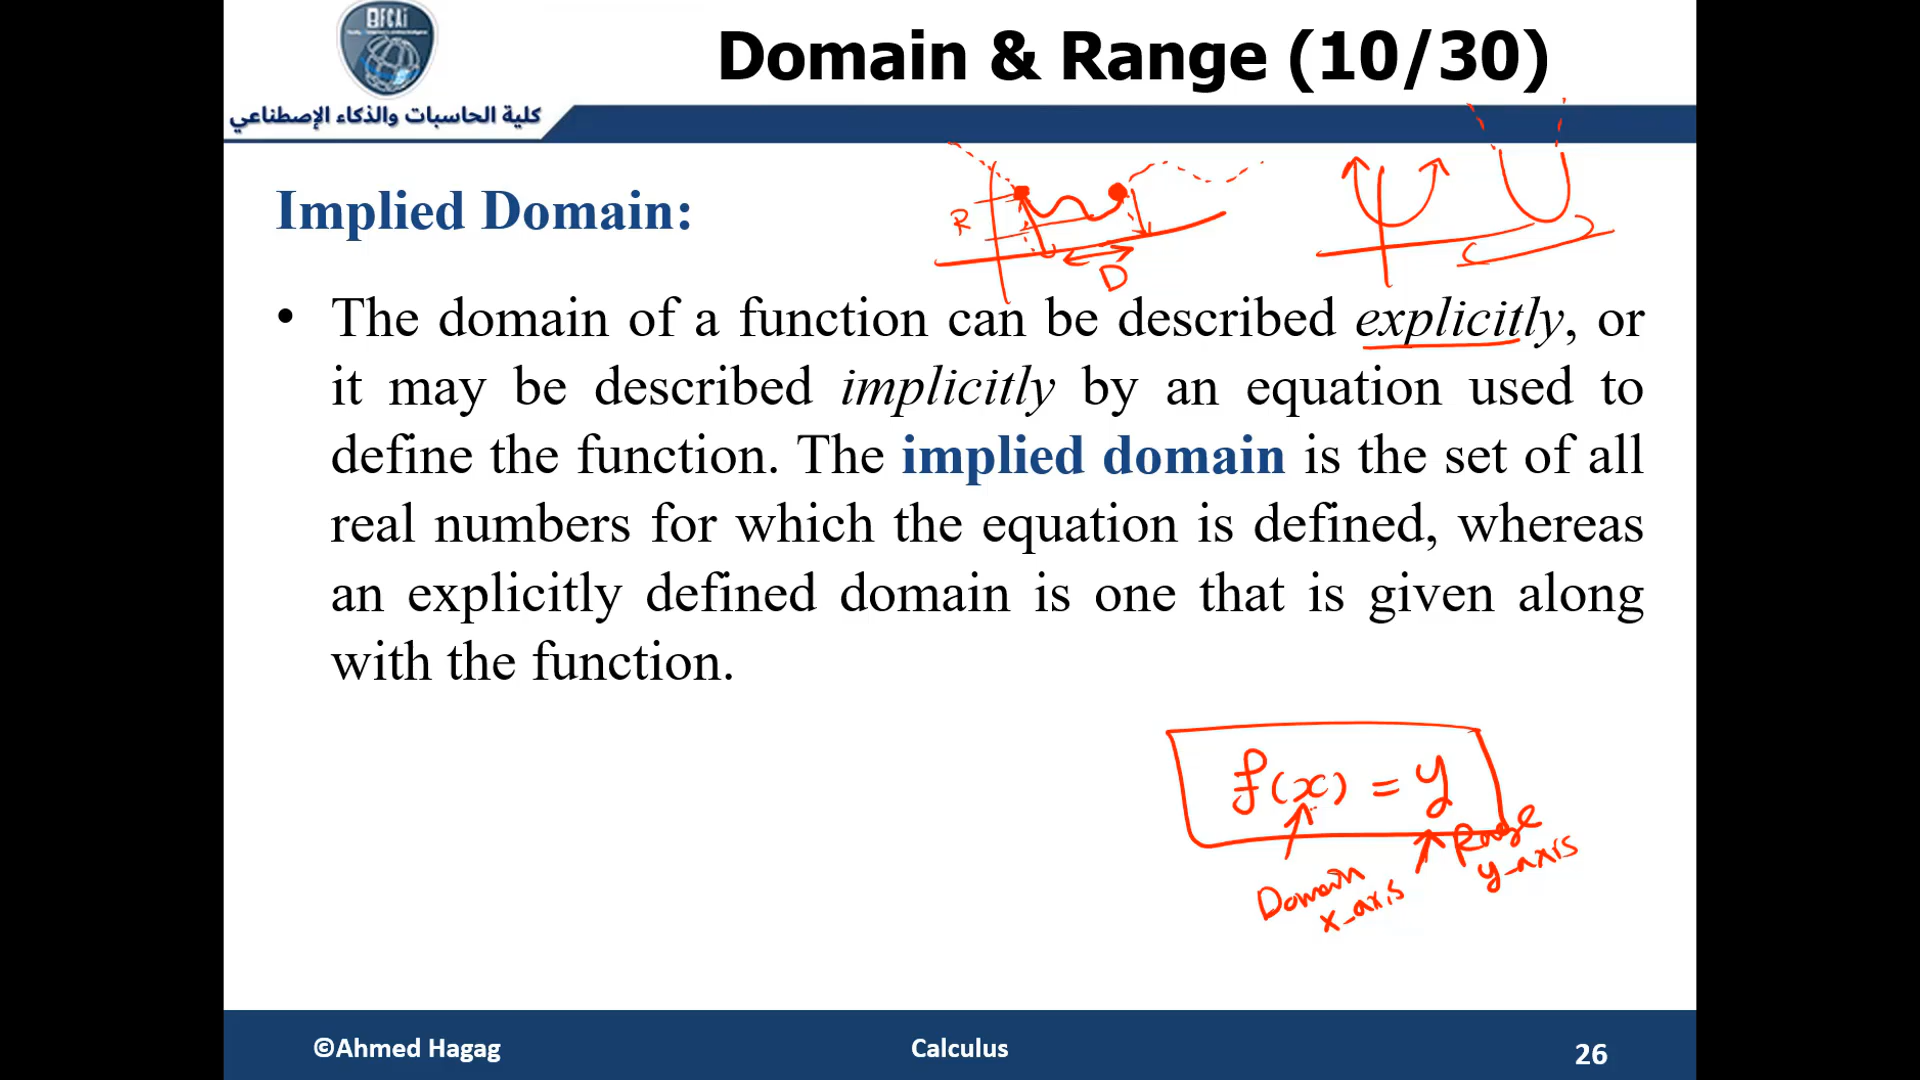 FCAi
Domain & Range (10/30)
كلية الحاسبات والذكاء الإصطناعي
Implied Domain:
R
D
• The domain of a function can be described explicitly, or
it may be described implicitly by an equation used to
define the function. The implied domain is the set of all
real numbers for which the equation is defined, whereas
an explicitly defined domain is one that is given along
with the function.
f(x) = y
Range
y-axis
Domain
x-axis
©Ahmed Hagag
Calculus
26